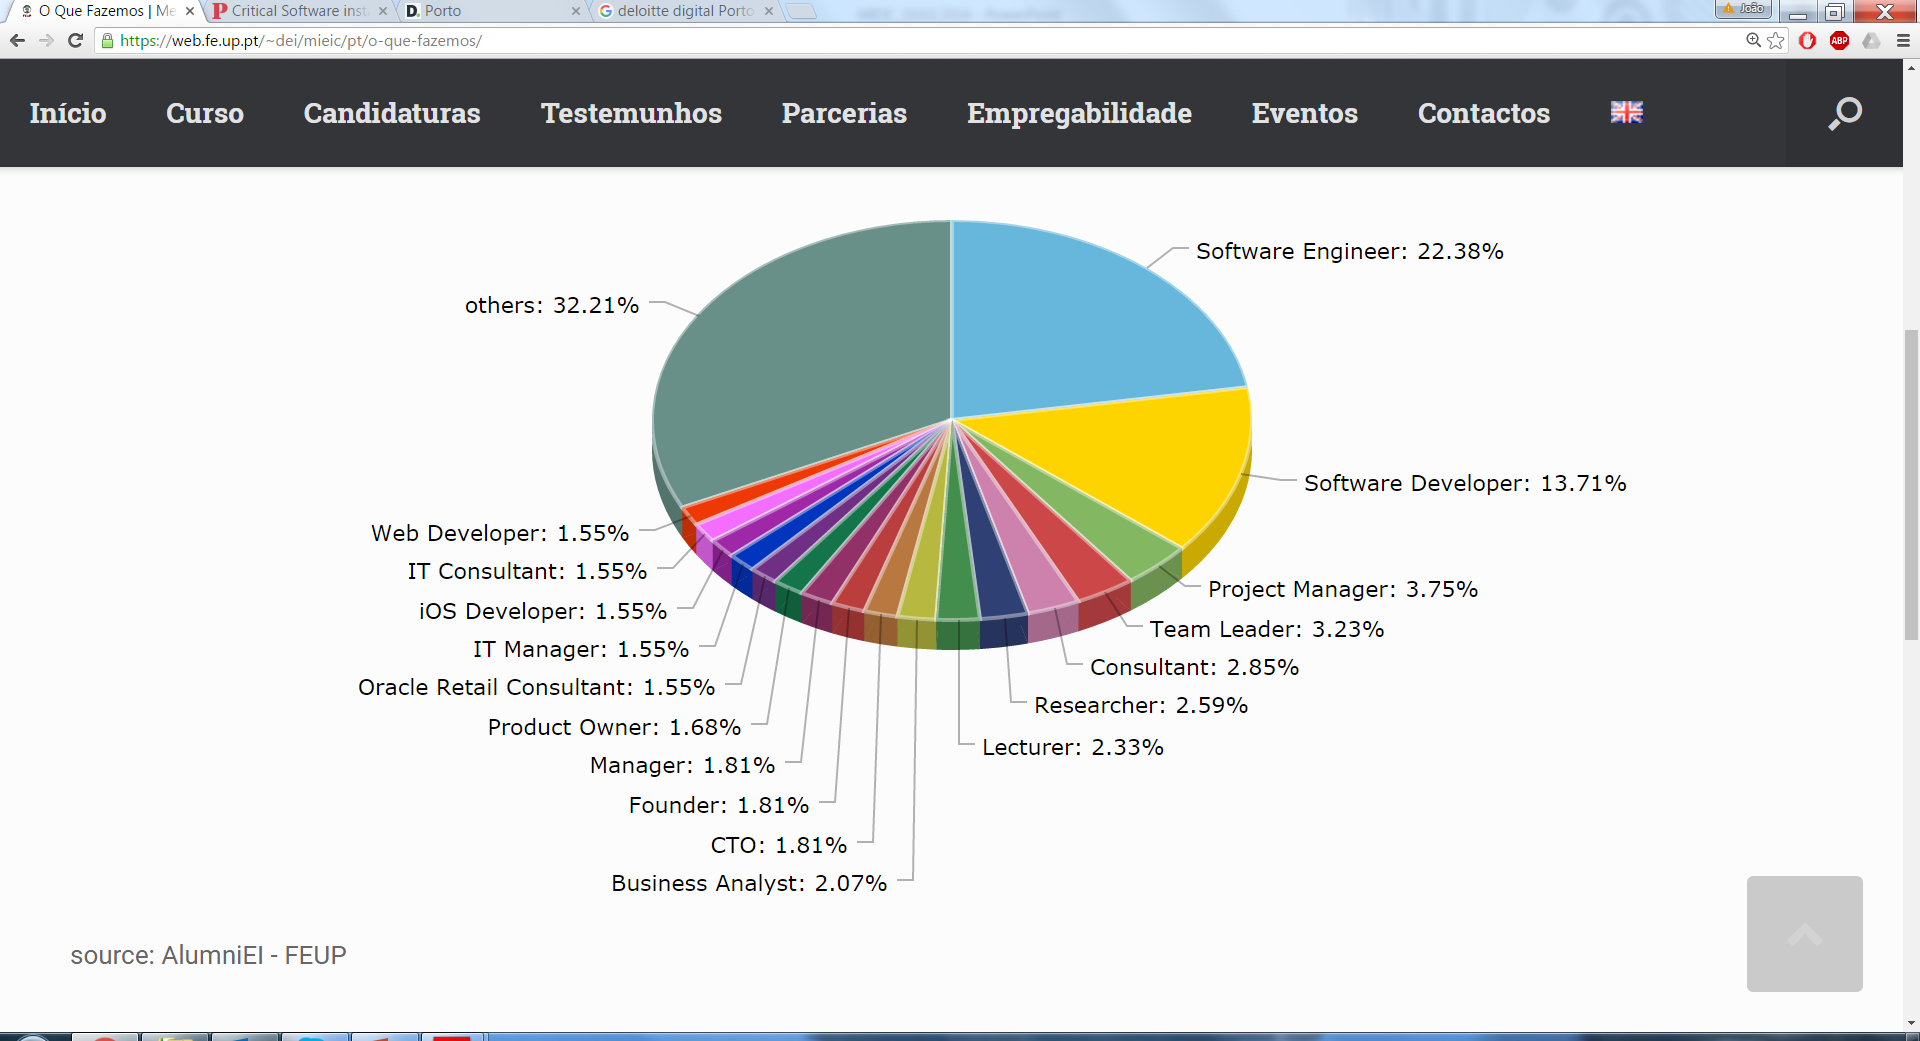 O Que Fazemos | Me
Critical Software inst
Porto
deloitte digital Porto
João
https://web.fe.up.pt/~dei/mieic/pt/o-que-fazemos/
ABP
Início
Curso
Candidaturas
Testemunhos
Parcerias
Empregabilidade
Eventos
Contactos
Software Engineer: 22.38%
others: 32.21%
Software Developer: 13.71%
Web Developer: 1.55%
IT Consultant: 1.55%
Project Manager: 3.75%
iOS Developer: 1.55%
Team Leader: 3.23%
IT Manager: 1.55%
Consultant: 2.85%
Oracle Retail Consultant: 1.55%
Researcher: 2.59%
Product Owner: 1.68%
Lecturer: 2.33%
Manager: 1.81%
Founder: 1.81%
CTO: 1.81%
Business Analyst: 2.07%
source: AlumniEI - FEUP